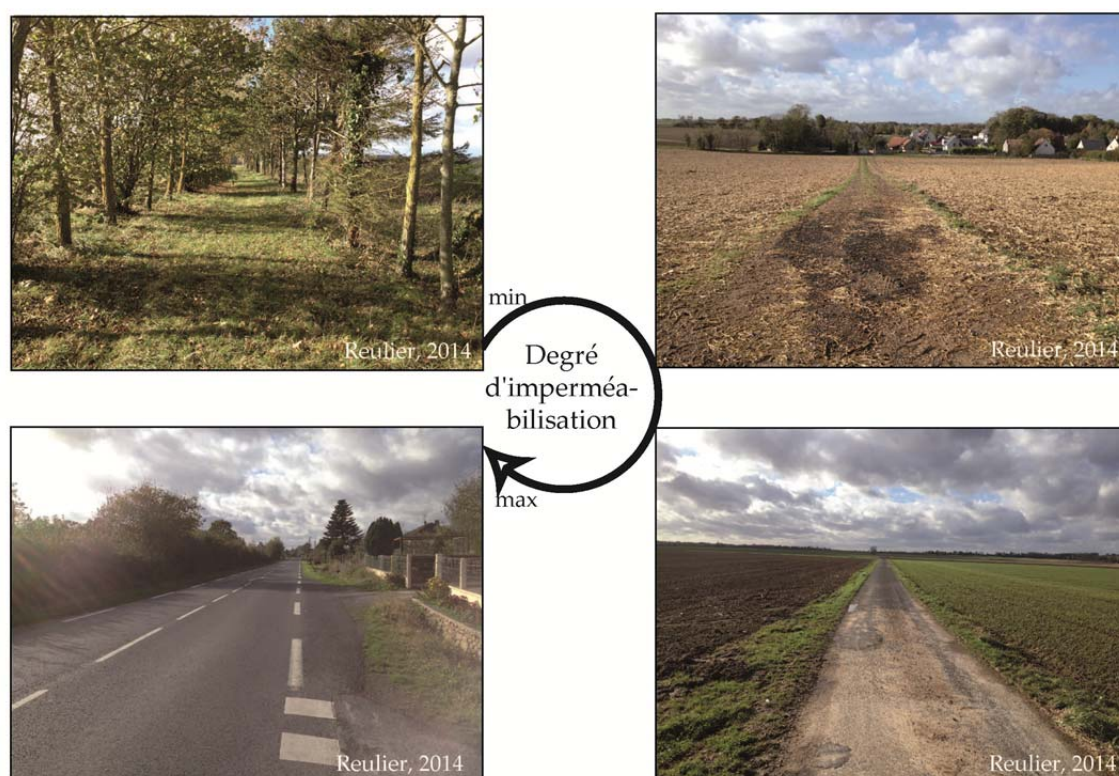 Reulier, 2014
Reulier, 2014
min
Degré
d'imperméa-
bilisation
max
Reulier, 2014
Reulier, 2014